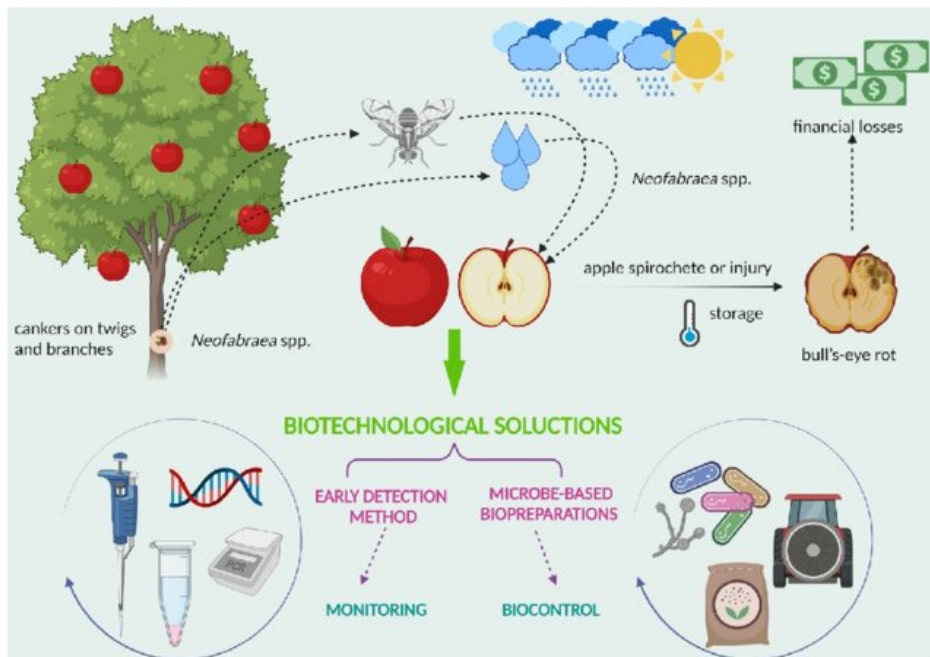 $
$
$
financial losses
Neofabraea spp.
apple spirochete or injury
storage
cankers on twigs
and branches
Neofabraea spp.
bull's-eye rot
BIOTECHNOLOGICAL SOLUCTIONS
EARLY DETECTION
METHOD
MICROBE-BASED
BIOPREPARATIONS
PCR
MONITORING
BIOCONTROL